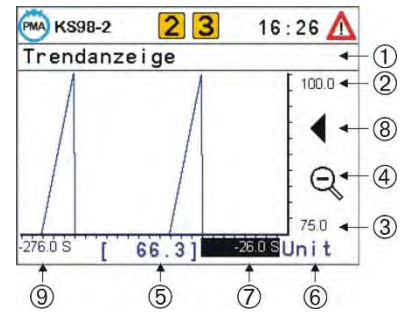 PMA KS98-2 2 3 16:26
Trendanzeige ①
100.0 ②
⑧
④
75.0 ③
-276.0 S [ 66.3] -26.0 S Unit
⑨ ⑤ ⑦ ⑥